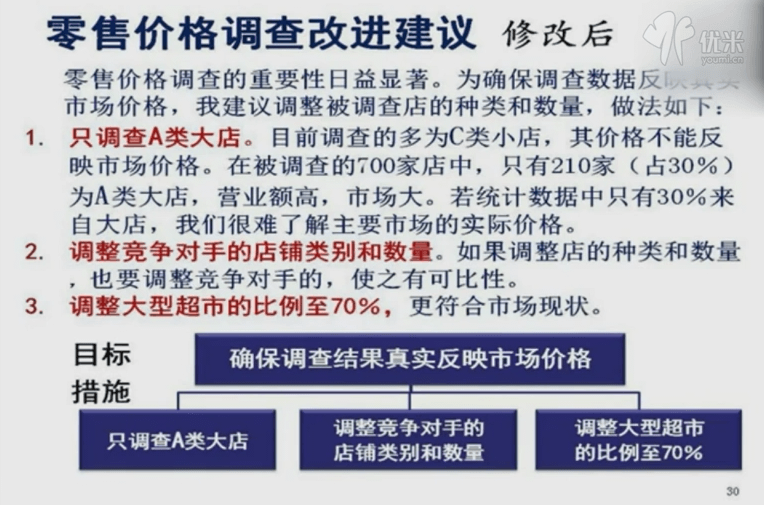 零售价格调查改进建议 修改后
优米
youmi.cn
零售价格调查的重要性日益显著。为确保调查数据反映真实
市场价格，我建议调整被调查店的种类和数量，做法如下：
1. 只调查A类大店。目前调查的多为C类小店，其价格不能反
映市场价格。在被调查的700家店中，只有210家（占30%）
为A类大店，营业额高，市场大。若统计数据中只有30%来
自大店，我们很难了解主要市场的实际价格。
2. 调整竞争对手的店铺类别和数量。如果调整店的种类和数量
，也要调整竞争对手的，使之有可比性。
3. 调整大型超市的比例至70%，更符合市场现状。
目标
确保调查结果真实反映市场价格
措施
只调查A类大店
调整竞争对手的
店铺类别和数量
调整大型超市
的比例至70%
30